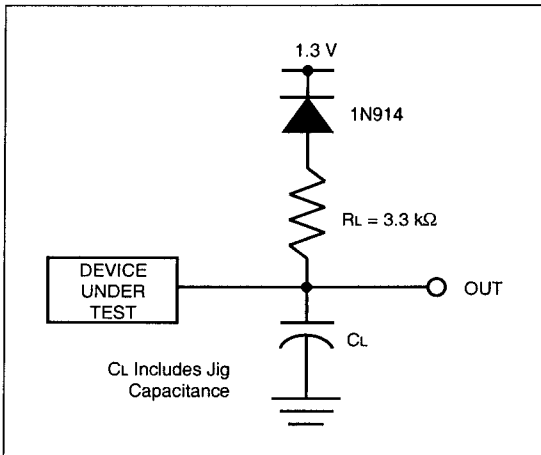 1.3 V
1N914
RL = 3.3 kΩ
DEVICE
UNDER
TEST
OUT
CL
CL Includes Jig
Capacitance